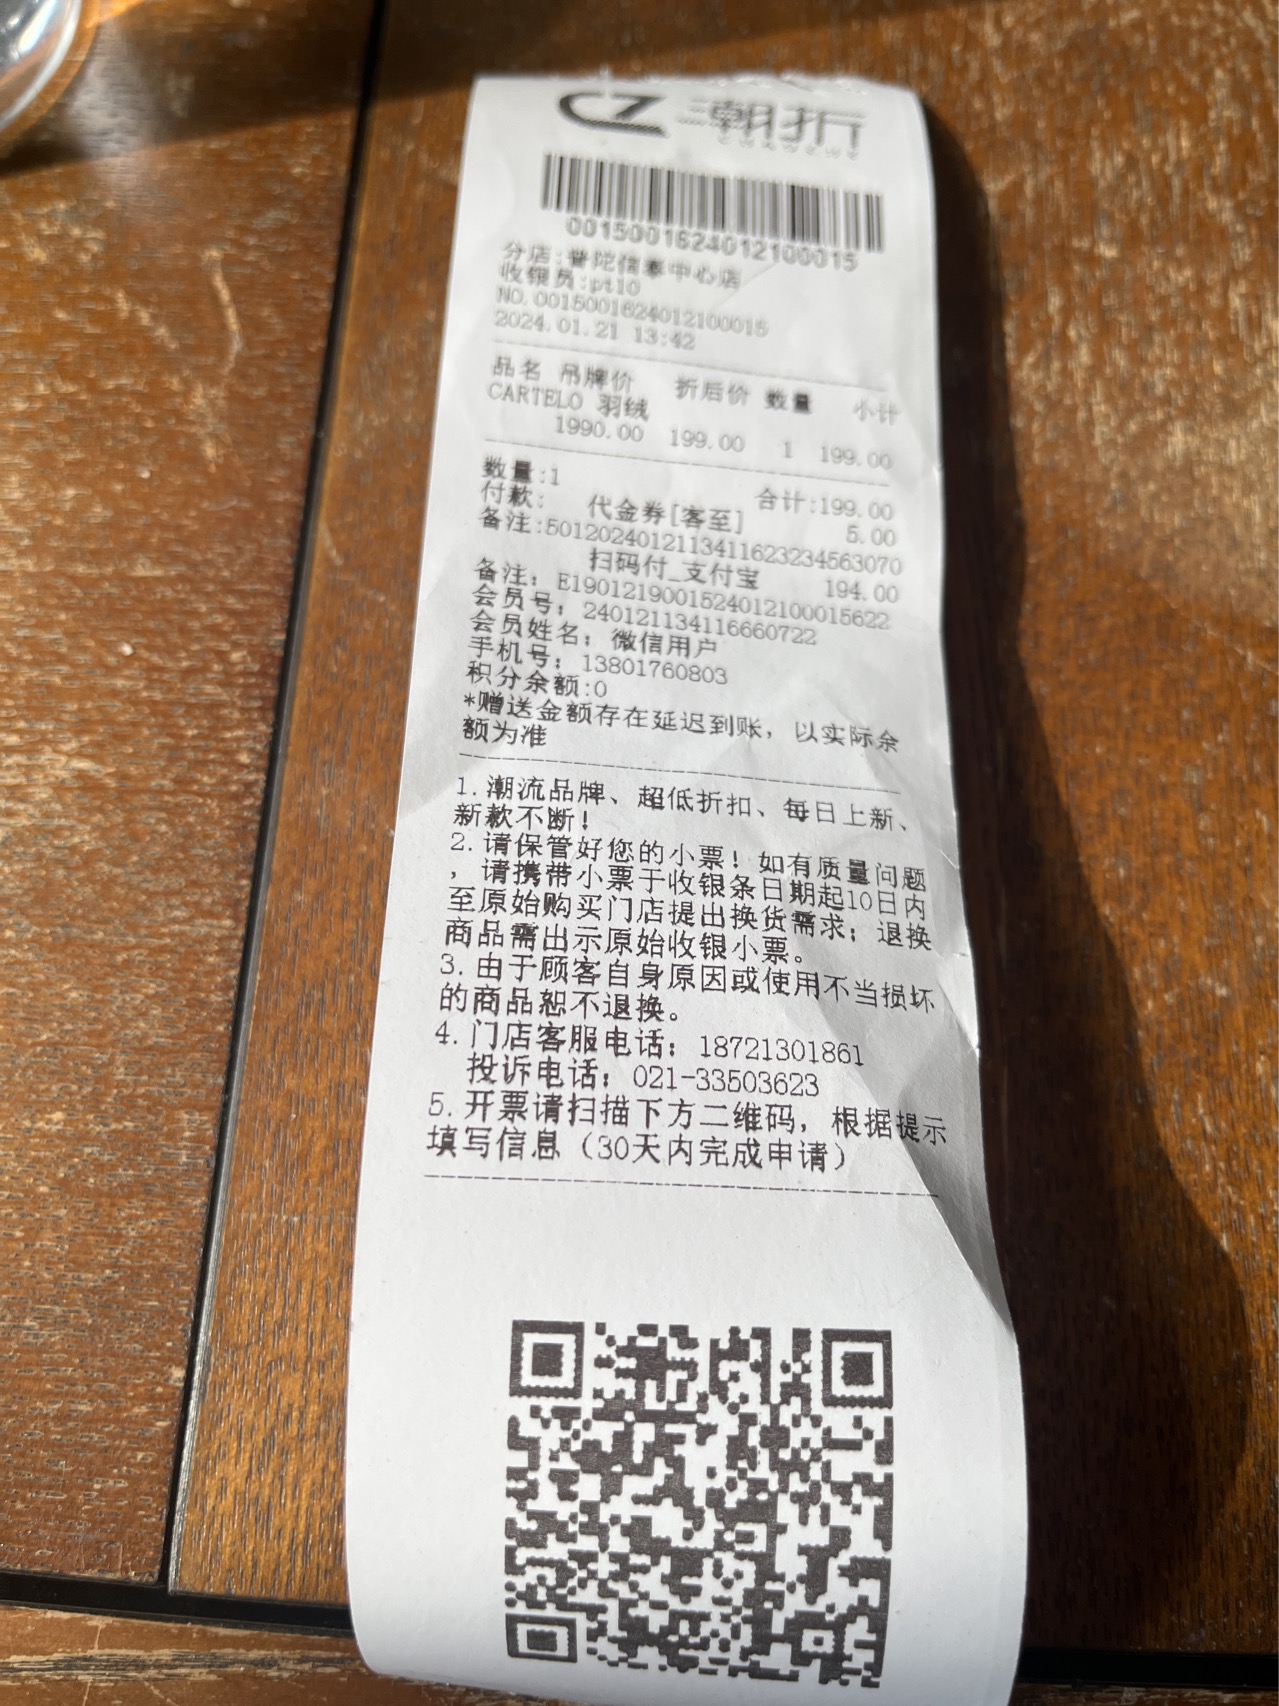 CZ 潮折
0015001624012100015
分店:普陀信泰中心店
收银员:pt10
NO.0015001624012100015
2024.01.21 13:42
品名 吊牌价 折后价 数量 小计
CARTELO 羽绒
1990.00 199.00 1 199.00
数量:1 合计:199.00
付款: 代金券[客至] 5.00
备注:5012024012113411623234563070
扫码付_支付宝 194.00
备注: E1901219001524012100015622
会员号: 240121134116660722
会员姓名: 微信用户
手机号: 13801760803
积分余额:0
*赠送金额存在延迟到账, 以实际余
额为准
1.潮流品牌、超低折扣、每日上新、
新款不断!
2.请保管好您的小票! 如有质量问题
, 请携带小票于收银条日期起10日内
至原始购买门店提出换货需求; 退换
商品需出示原始收银小票。
3.由于顾客自身原因或使用不当损坏
的商品恕不退换。
4.门店客服电话: 18721301861
投诉电话: 021-33503623
5.开票请扫描下方二维码, 根据提示
填写信息 (30天内完成申请)